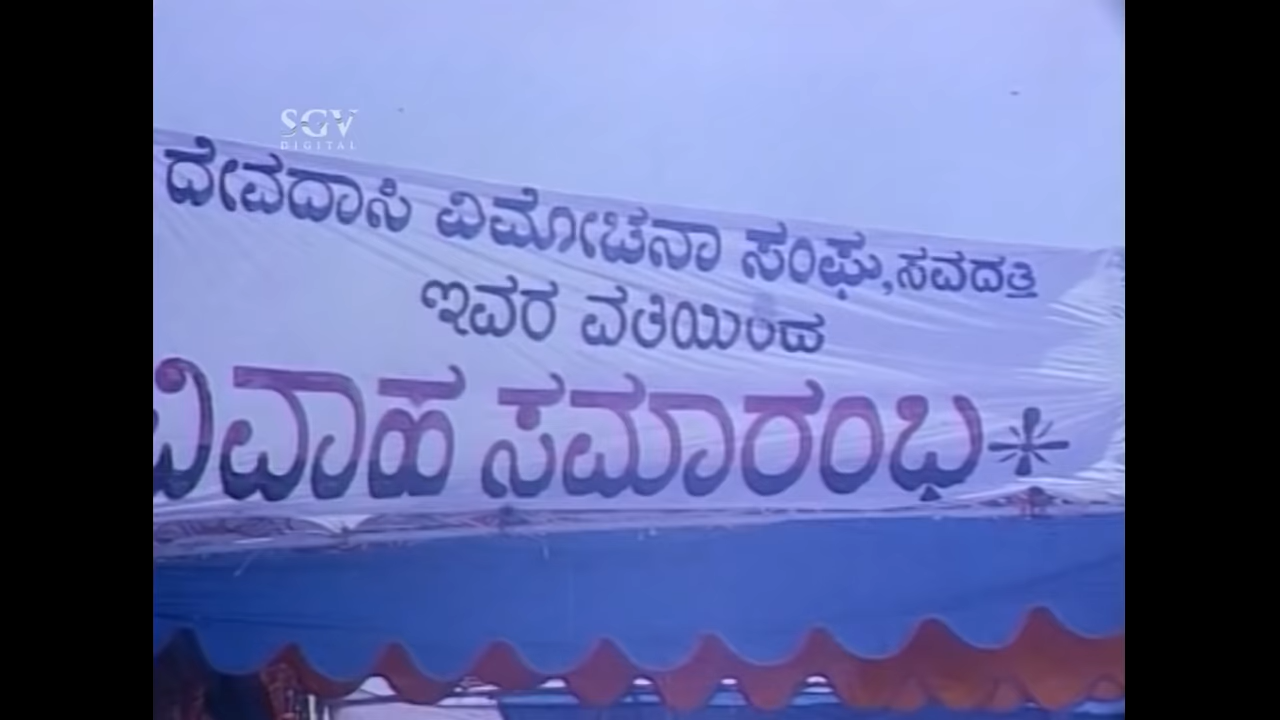 SGV
DIGITAL
ದೇವದಾಸಿ ವಿಮೋಚನಾ ಸಂಘ, ಸವದತ್ತಿ
ಇವರ ವತಿಯಿಂದ
ವಿವಾಹ ಸಮಾರಂಭ